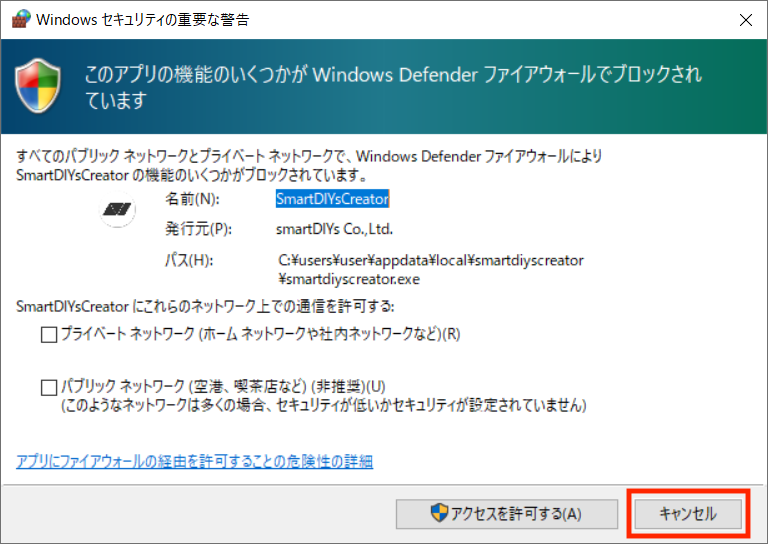 Windows セキュリティの重要な警告
このアプリの機能のいくつかが Windows Defender ファイアウォールでブロックされ
ています
すべてのパブリック ネットワークとプライベート ネットワークで、Windows Defender ファイアウォールにより
SmartDIYsCreator の機能のいくつかがブロックされています。
名前(N): SmartDIYsCreator
発行元(P): smartDIYs Co.,Ltd.
パス(H): C:¥users¥user¥appdata¥local¥smartdiyscreator
¥smartdiyscreator.exe
SmartDIYsCreator にこれらのネットワーク上での通信を許可する:
プライベート ネットワーク (ホーム ネットワークや社内ネットワークなど)(R)
パブリック ネットワーク (空港、喫茶店など) (非推奨)(U)
(このようなネットワークは多くの場合、セキュリティが低いかセキュリティが設定されていません)
アプリにファイアウォールの経由を許可することの危険性の詳細
アクセスを許可する(A) キャンセル